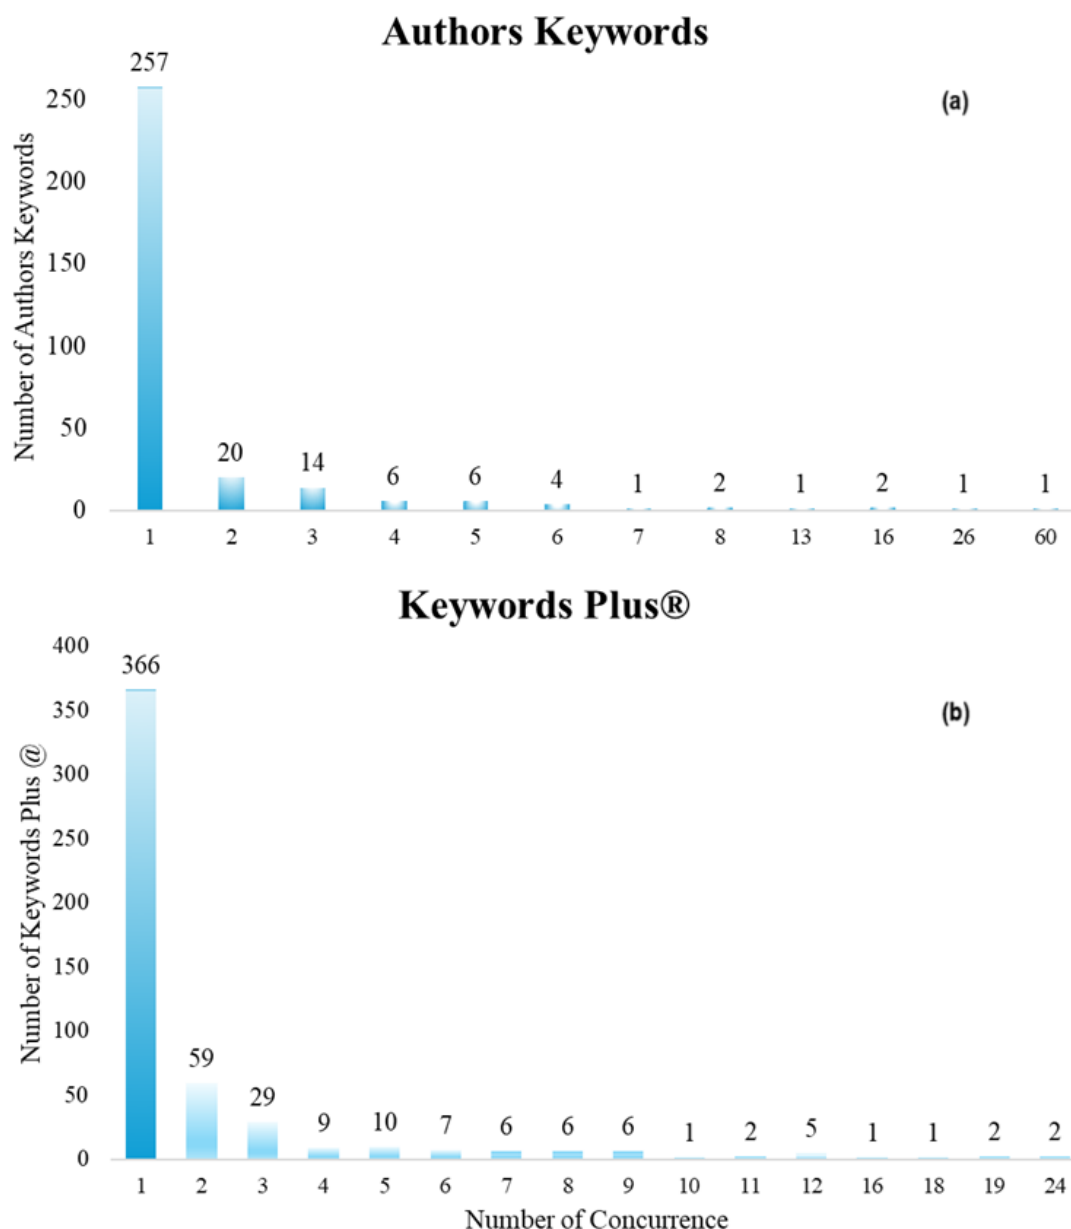 Authors Keywords
257
(a)
250
200
150
100
50
0
Number of Authors Keywords
20 14 6 6 4 1 2 1 2 1 1
1 2 3 4 5 6 7 8 13 16 26 60
Keywords Plus®
400
366
(b)
350
300
250
200
150
100
50
0
Number of Keywords Plus @
59 29 9 10 7 6 6 6 1 2 5 1 1 2 2
1 2 3 4 5 6 7 8 9 10 11 12 16 18 19 24
Number of Concurrence